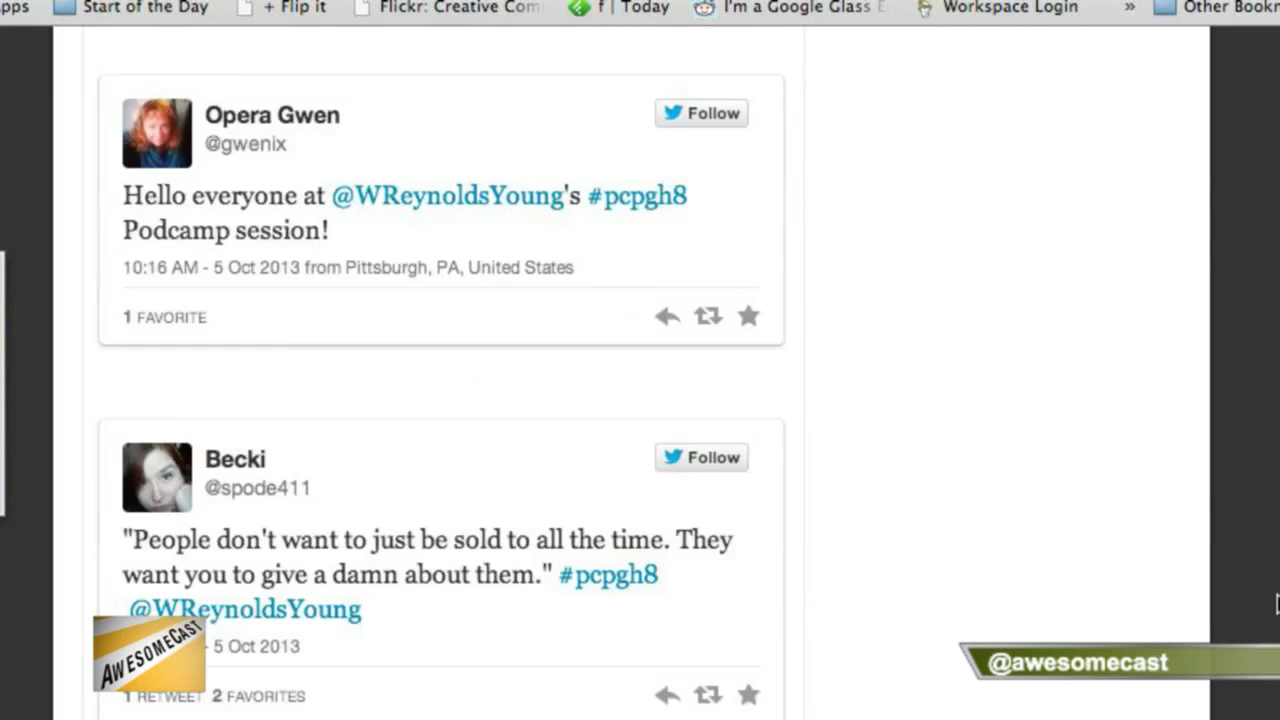 pps Start of the Day + Flip it Flickr: Creative Com f | Today I'm a Google Glass E Workspace Login » Other Bookm
Opera Gwen Follow
@gwenix
Hello everyone at @WReynoldsYoung's #pcpgh8
Podcamp session!
10:16 AM - 5 Oct 2013 from Pittsburgh, PA, United States
1 FAVORITE
Becki Follow
@spode411
"People don't want to just be sold to all the time. They
want you to give a damn about them." #pcpgh8
@WReynoldsYoung
- 5 Oct 2013
AWESOMECAST
@awesomecast
1 RETWEET 2 FAVORITES